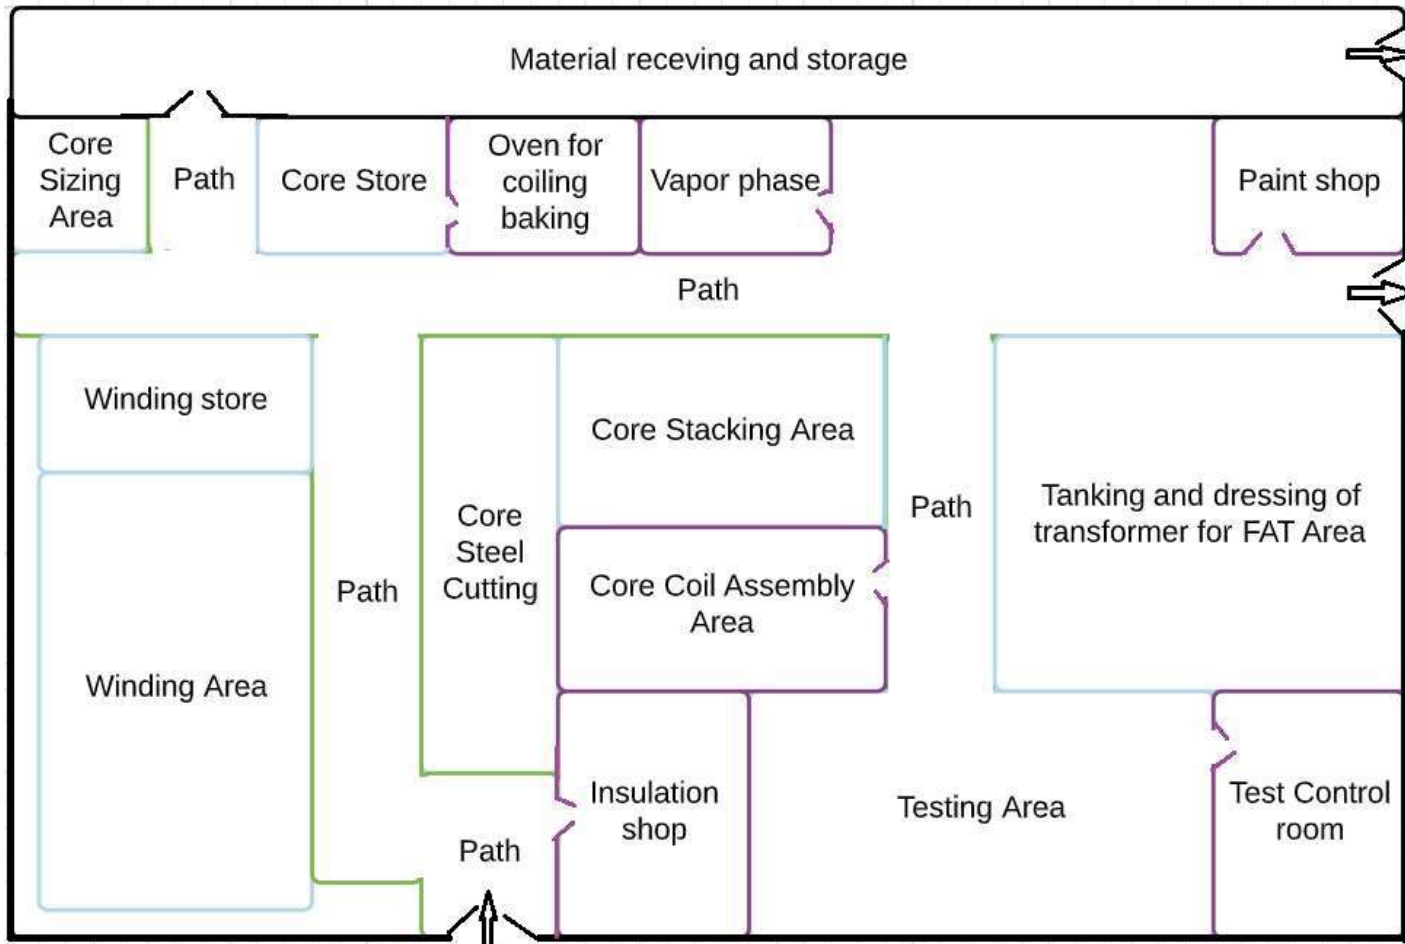 Material receving and storage
Core
Sizing
Area
Path
Core Store
Oven for
coiling
baking
Vapor phase
Paint shop
Path
Winding store
Core Stacking Area
Path
Tanking and dressing of
transformer for FAT Area
Core
Steel
Cutting
Path
Core Coil Assembly
Area
Winding Area
Insulation
shop
Testing Area
Test Control
room
Path